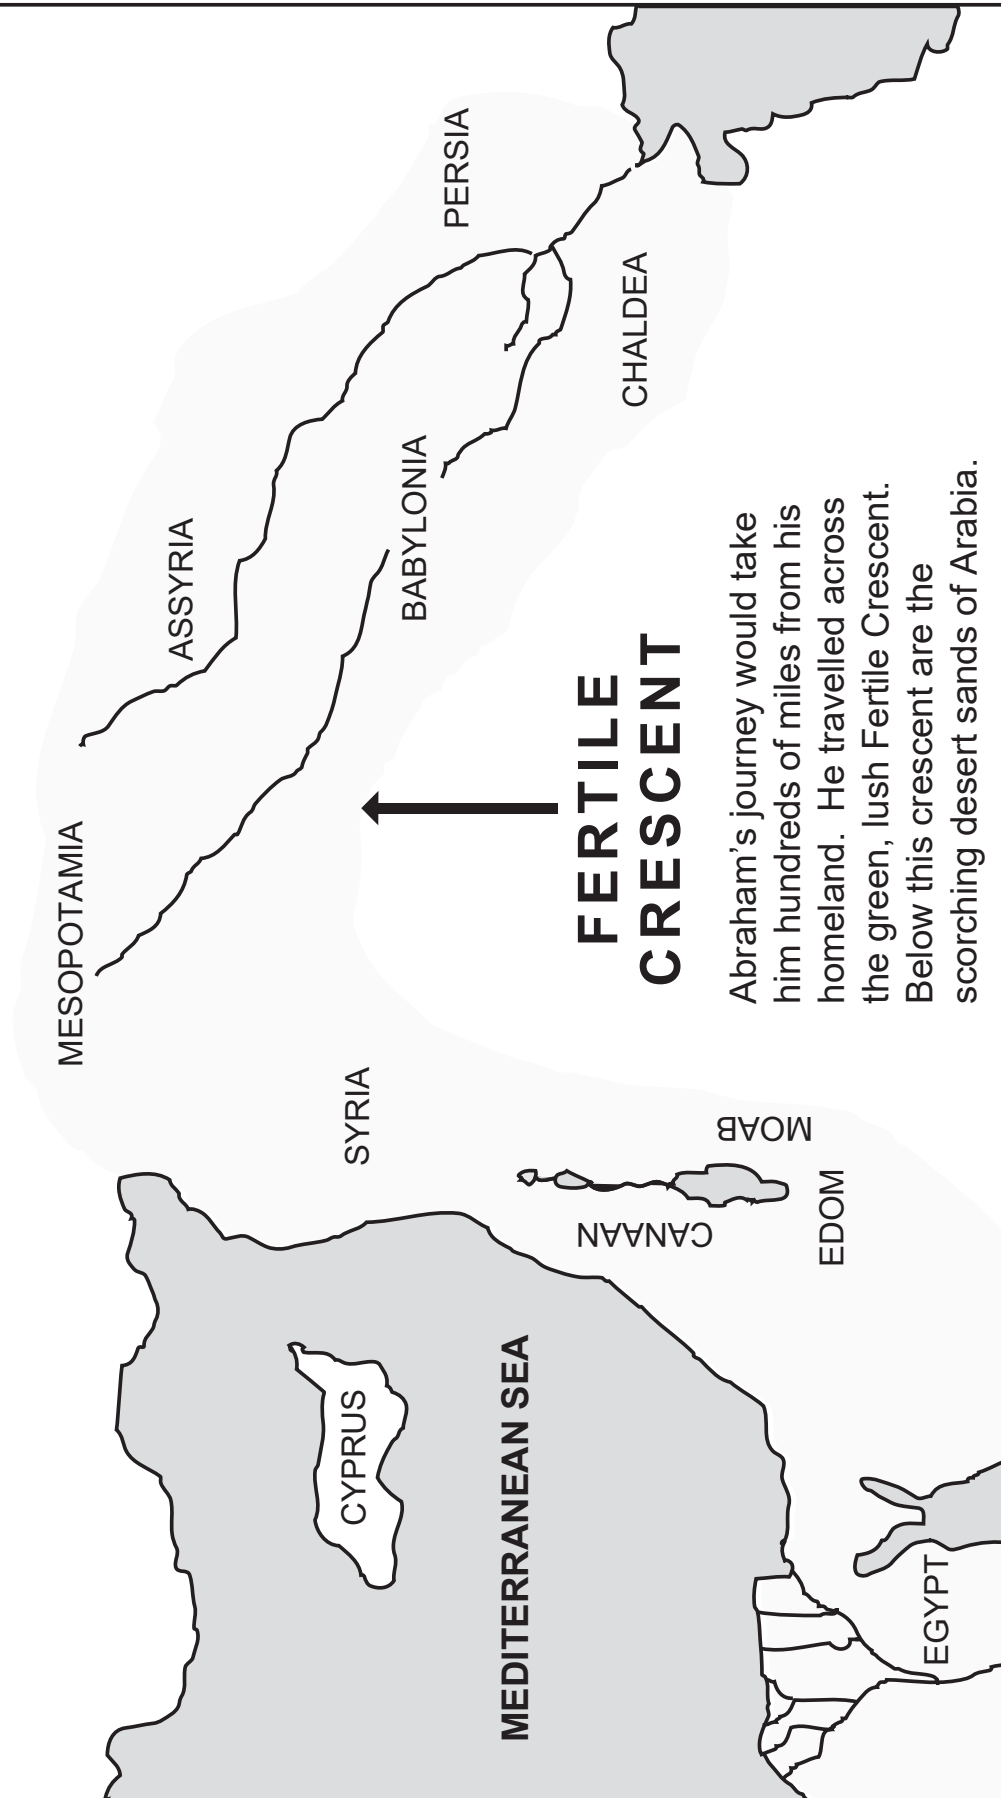 MESOPOTAMIA
ASSYRIA
PERSIA
SYRIA
BABYLONIA
CYPRUS
CHALDEA
MEDITERRANEAN SEA
CANAAN
MOAB
EDOM
EGYPT
FERTILE
CRESCENT
Abraham’s journey would take
him hundreds of miles from his
homeland.  He travelled across
the green, lush Fertile Crescent.
Below this crescent are the
scorching desert sands of Arabia.